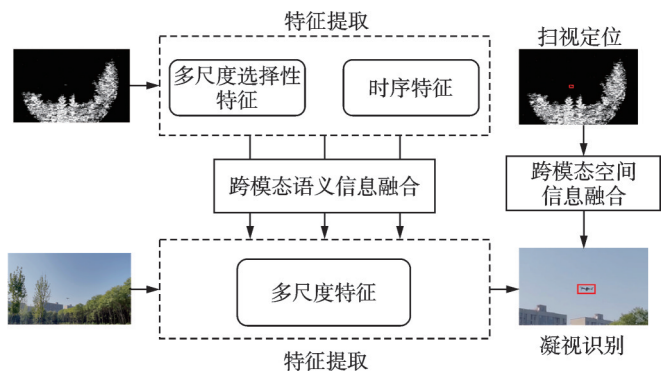 特征提取
扫视定位
多尺度选择性
特征
时序特征
跨模态语义信息融合
跨模态空间
信息融合
多尺度特征
凝视识别
特征提取